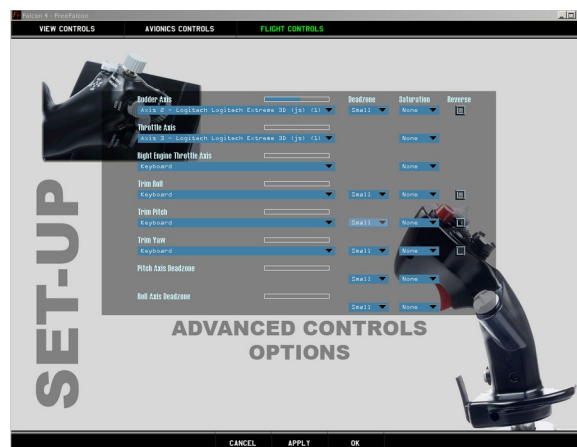 Falcon 4 - FreeFalcon
VIEW CONTROLS AVIONICS CONTROLS FLIGHT CONTROLS
Rudder Axis Deadzone Saturation Reverse
Axis 2 - Logitech Logitech Extreme 3D (js) (1) Small None
Throttle Axis
Axis 3 - Logitech Logitech Extreme 3D (js) (1) None
Right Engine Throttle Axis
Keyboard None
Trim Roll
Keyboard Small None
Trim Pitch
Keyboard Small None
Trim Yaw
Keyboard Small None
Pitch Axis Deadzone
Small None
Roll Axis Deadzone
Small None
SET-UP
ADVANCED CONTROLS
OPTIONS
CANCEL APPLY OK